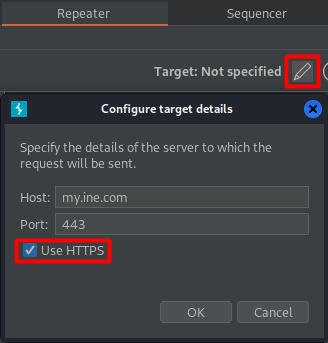 Repeater
Sequencer
Target: Not specified
Configure target details
Specify the details of the server to which the
request will be sent.
Host: my.ine.com
Port: 443
Use HTTPS
OK
Cancel